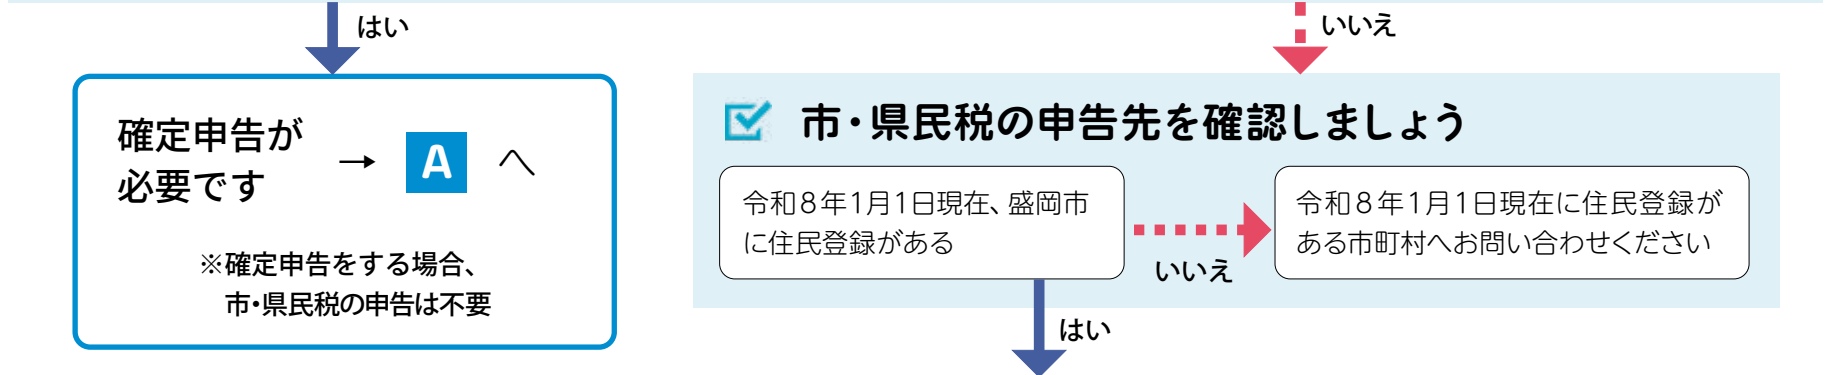 はい
いいえ
確定申告が
必要です
→ A へ
※確定申告をする場合、
市・県民税の申告は不要
市・県民税の申告先を確認しましょう
令和8年1月1日現在、盛岡市
に住民登録がある
いいえ
令和8年1月1日現在に住民登録が
ある市町村へお問い合わせください
はい